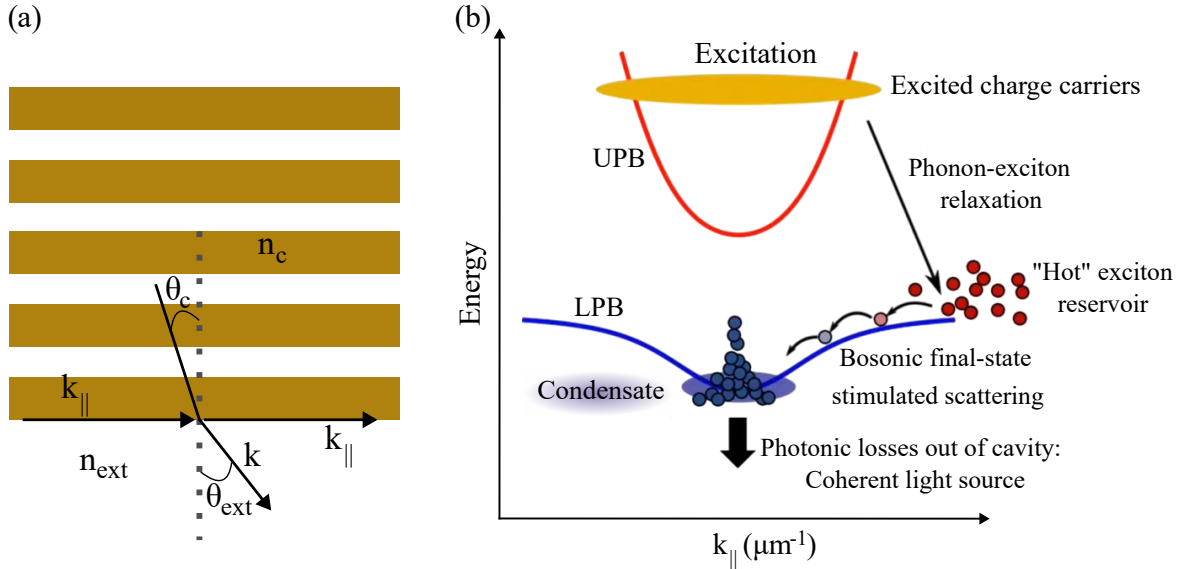 (a)
n_c
θ_c
k_||
k_||
n_ext
k
θ_ext
(b)
Excitation
Excited charge carriers
UPB
Phonon-exciton
relaxation
"Hot" exciton
reservoir
LPB
Bosonic final-state
stimulated scattering
Condensate
Photonic losses out of cavity:
Coherent light source
Energy
k_|| (μm⁻¹)